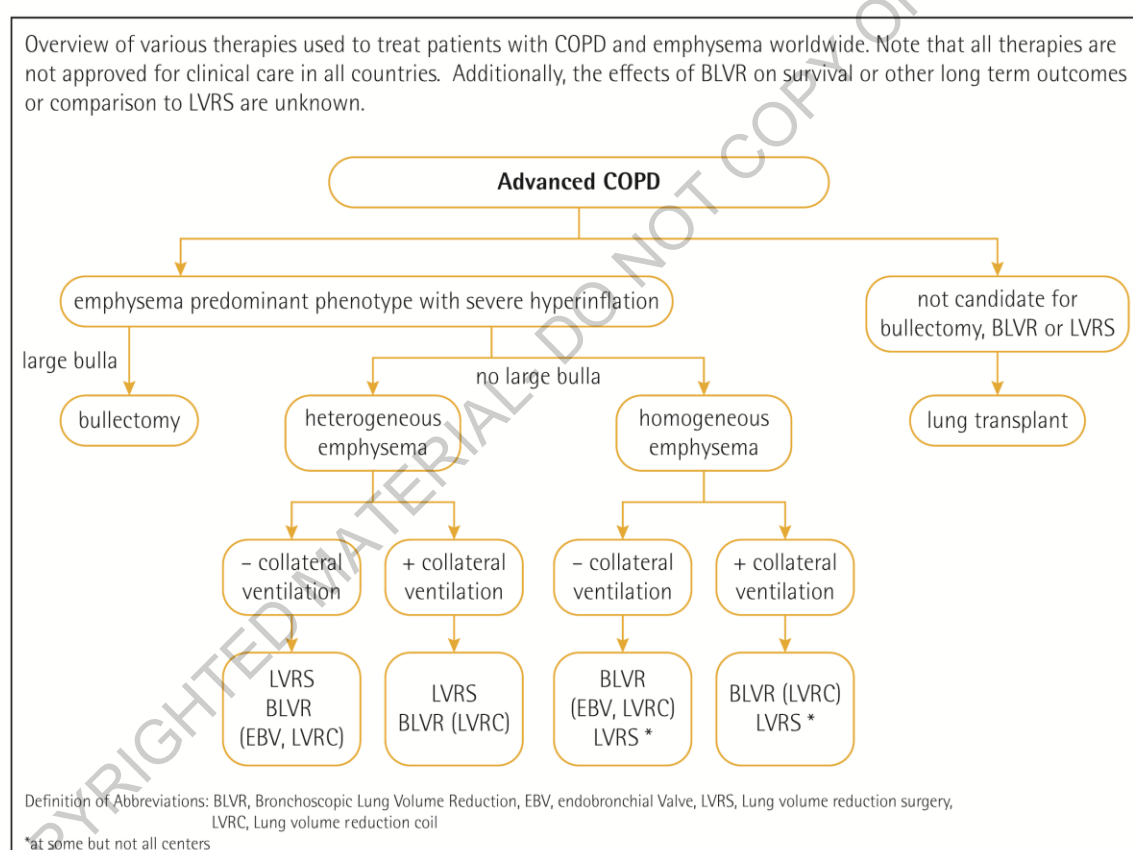 Overview of various therapies used to treat patients with COPD and emphysema worldwide. Note that all therapies are
not approved for clinical care in all countries.  Additionally, the effects of BLVR on survival or other long term outcomes
or comparison to LVRS are unknown.
Advanced COPD
emphysema predominant phenotype with severe hyperinflation
not candidate for
bullectomy, BLVR or LVRS
large bulla
no large bulla
bullectomy
heterogeneous
emphysema
homogeneous
emphysema
lung transplant
– collateral
ventilation
+ collateral
ventilation
– collateral
ventilation
+ collateral
ventilation
LVRS
BLVR
(EBV, LVRC)
LVRS
BLVR (LVRC)
BLVR
(EBV, LVRC)
LVRS *
BLVR (LVRC)
LVRS *
Definition of Abbreviations: BLVR, Bronchoscopic Lung Volume Reduction, EBV, endobronchial Valve, LVRS, Lung volume reduction surgery,
LVRC, Lung volume reduction coil
*at some but not all centers
PYRIGHTED MATERIAL- DO NOT COPY O